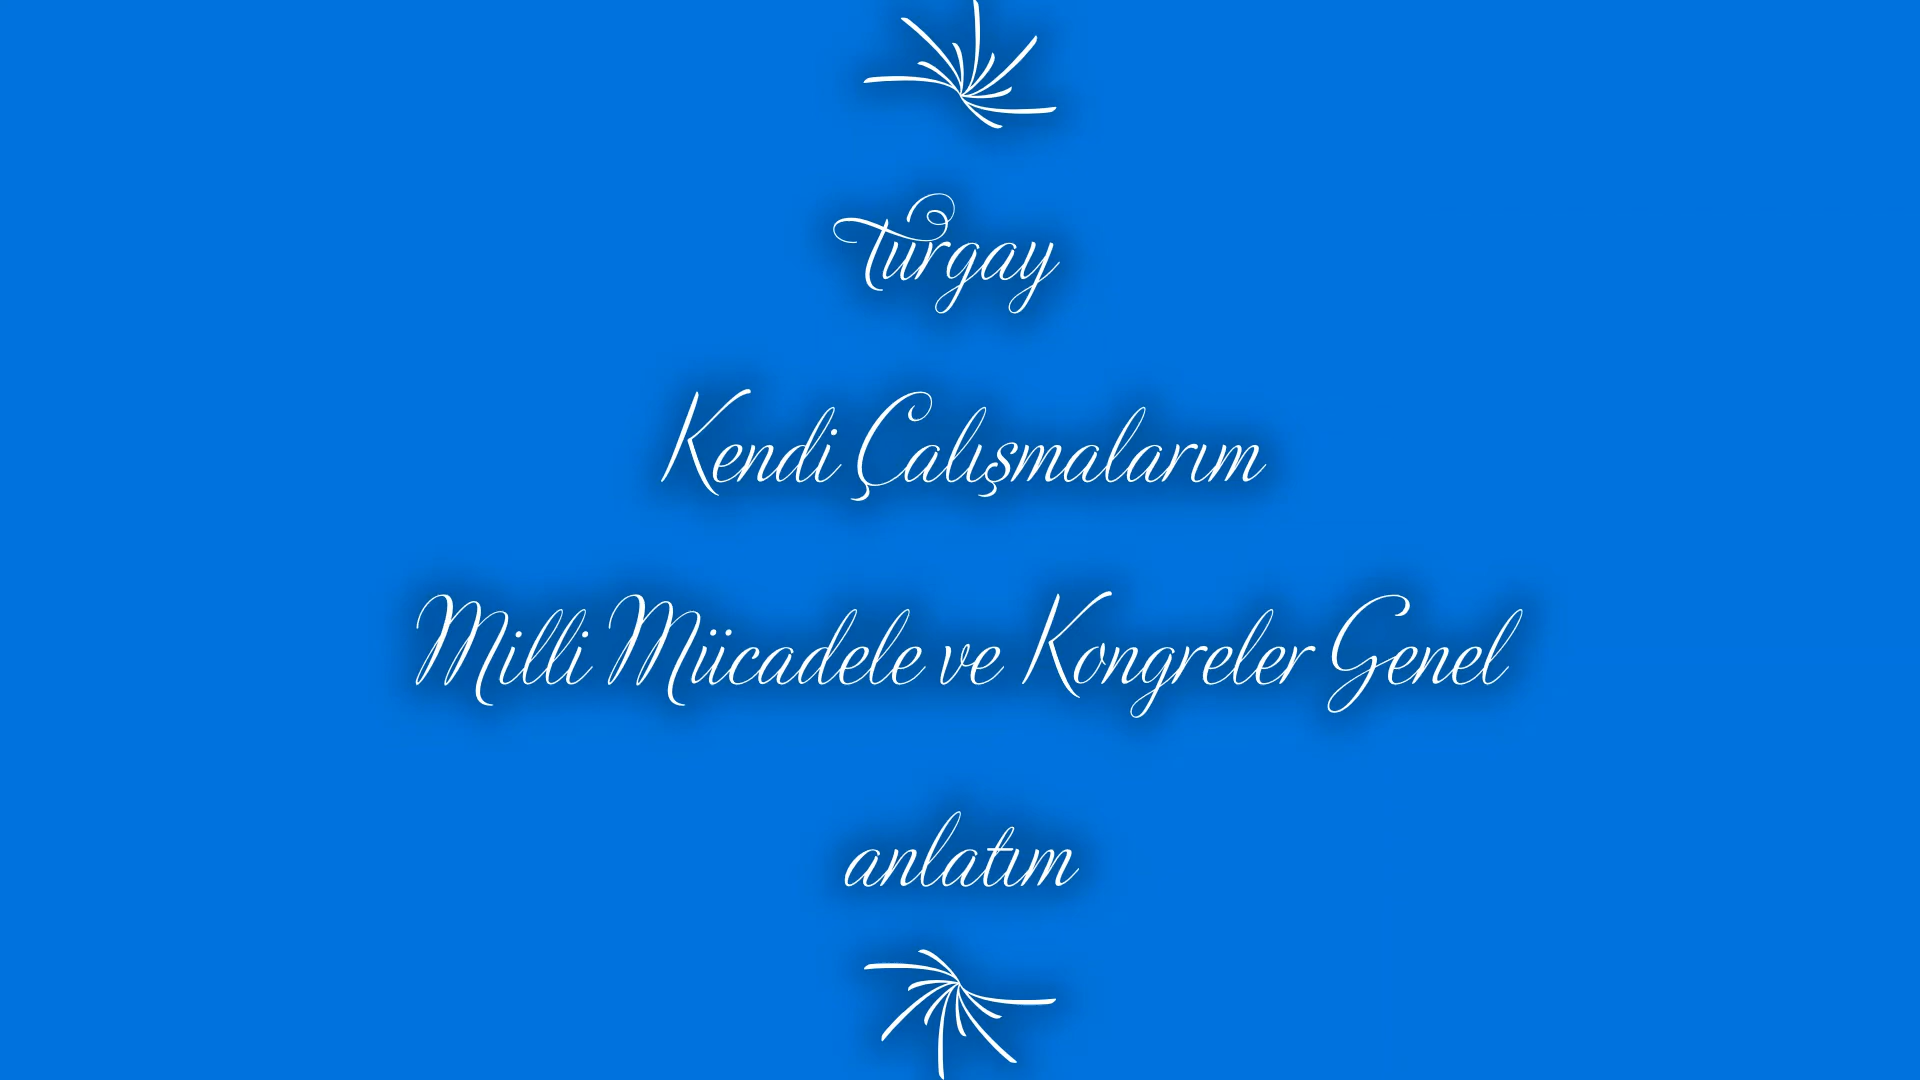 Turgay
Kendi Çalışmalarım
Milli Mücadele ve Kongreler Genel
anlatım